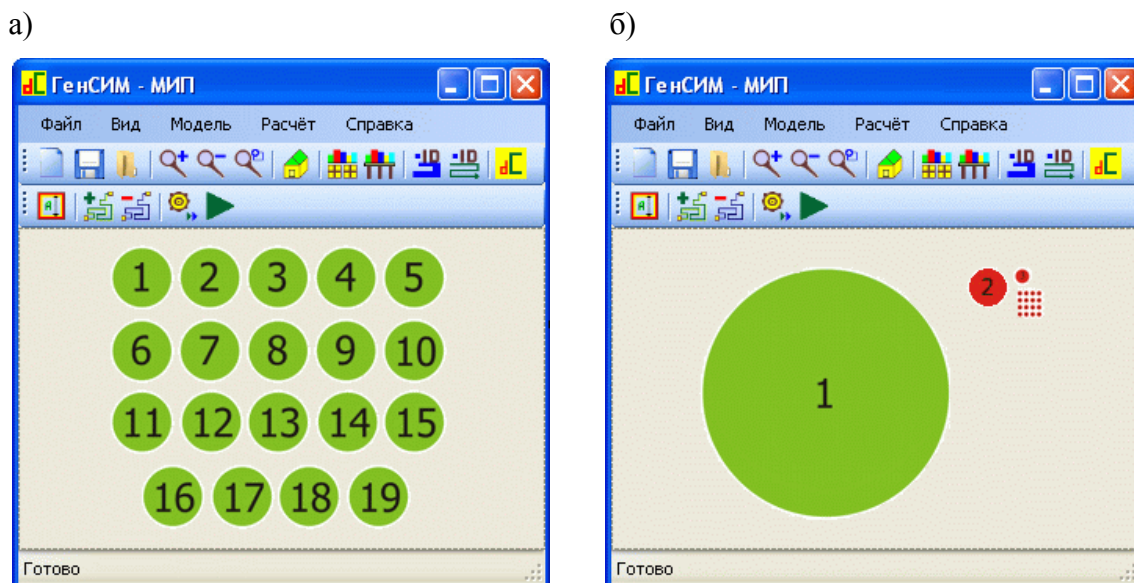 а)
б)
ГенСИМ - МИП
Файл Вид Модель Расчёт Справка
1 2 3 4 5
6 7 8 9 10
11 12 13 14 15
16 17 18 19
Готово
ГенСИМ - МИП
Файл Вид Модель Расчёт Справка
1
2
Готово